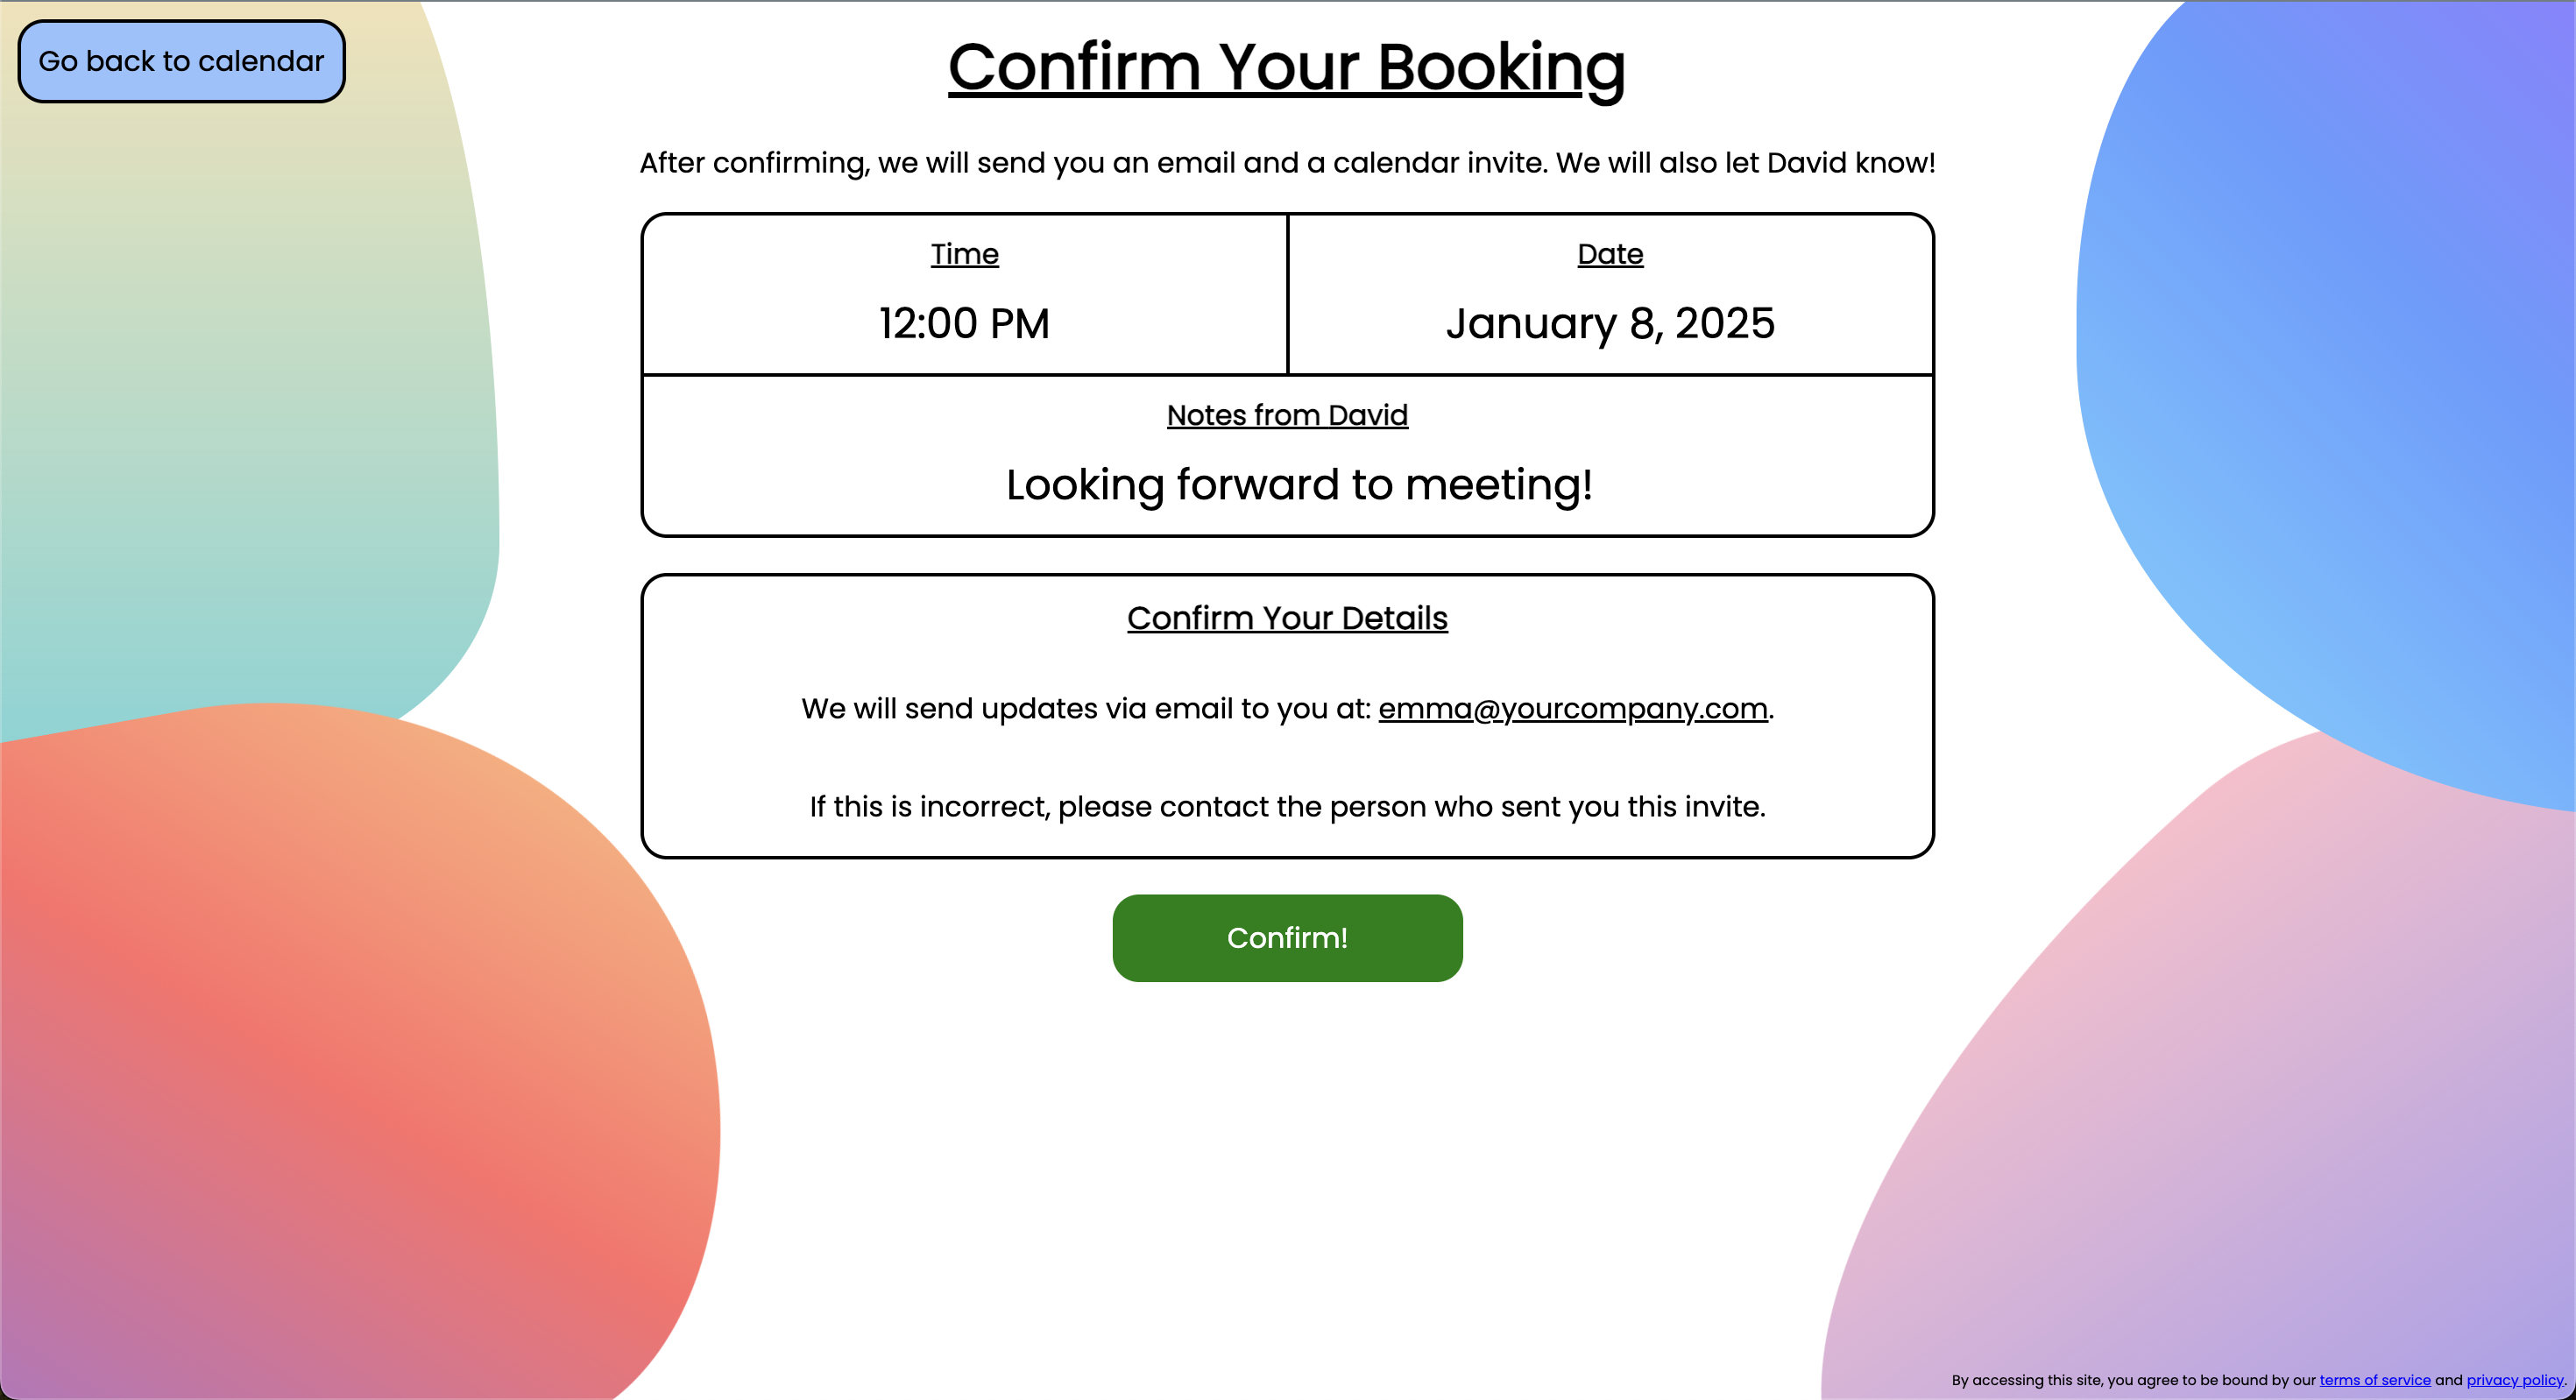 Go back to calendar
Confirm Your Booking
After confirming, we will send you an email and a calendar invite. We will also let David know!
Time
12:00 PM
Date
January 8, 2025
Notes from David
Looking forward to meeting!
Confirm Your Details
We will send updates via email to you at: emma@yourcompany.com.
If this is incorrect, please contact the person who sent you this invite.
Confirm!
By accessing this site, you agree to be bound by our terms of service and privacy policy.